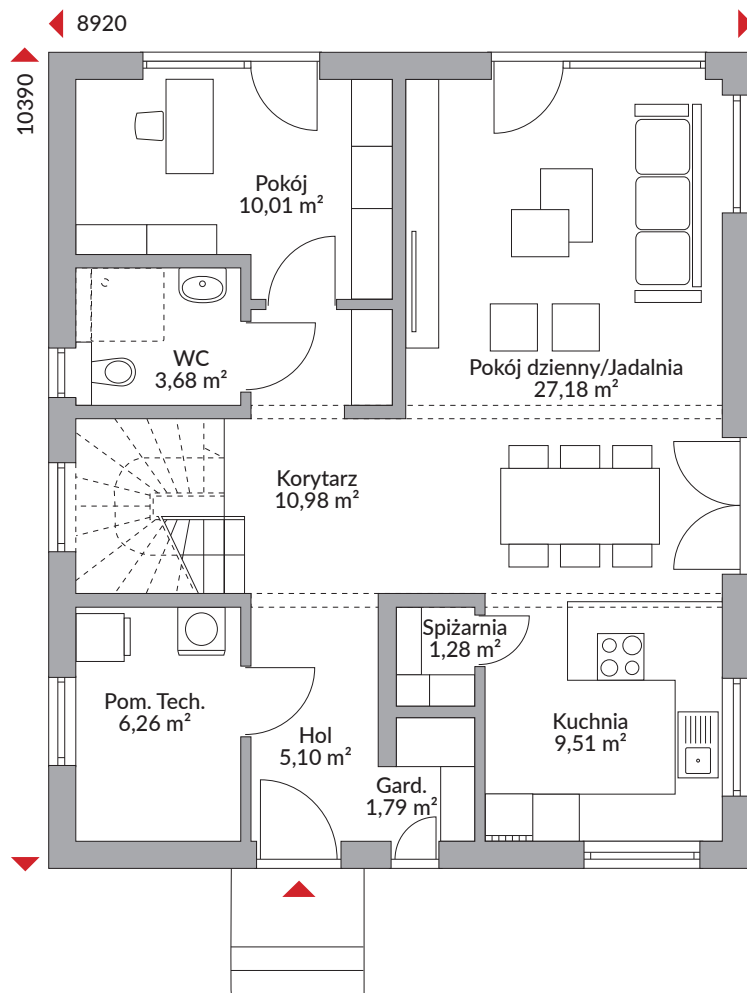 8920
10390
Pokój
10,01 m²
WC
3,68 m²
Pokój dzienny/Jadalnia
27,18 m²
Korytarz
10,98 m²
Spiżarnia
1,28 m²
Pom. Tech.
6,26 m²
Hol
5,10 m²
Kuchnia
9,51 m²
Gard.
1,79 m²